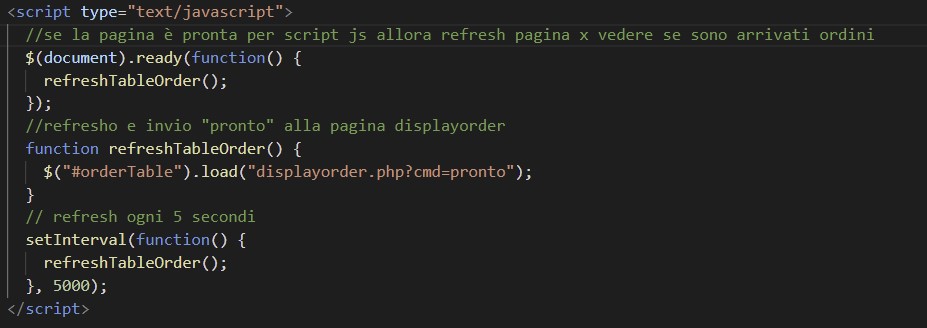 <script type="text/javascript">
//se la pagina è pronta per script js allora refresh pagina x vedere se sono arrivati ordini
$(document).ready(function() {
refreshTableOrder();
});
//refresho e invio "pronto" alla pagina displayorder
function refreshTableOrder() {
$("#orderTable").load("displayorder.php?cmd=pronto");
}
// refresh ogni 5 secondi
setInterval(function() {
refreshTableOrder();
}, 5000);
</script>